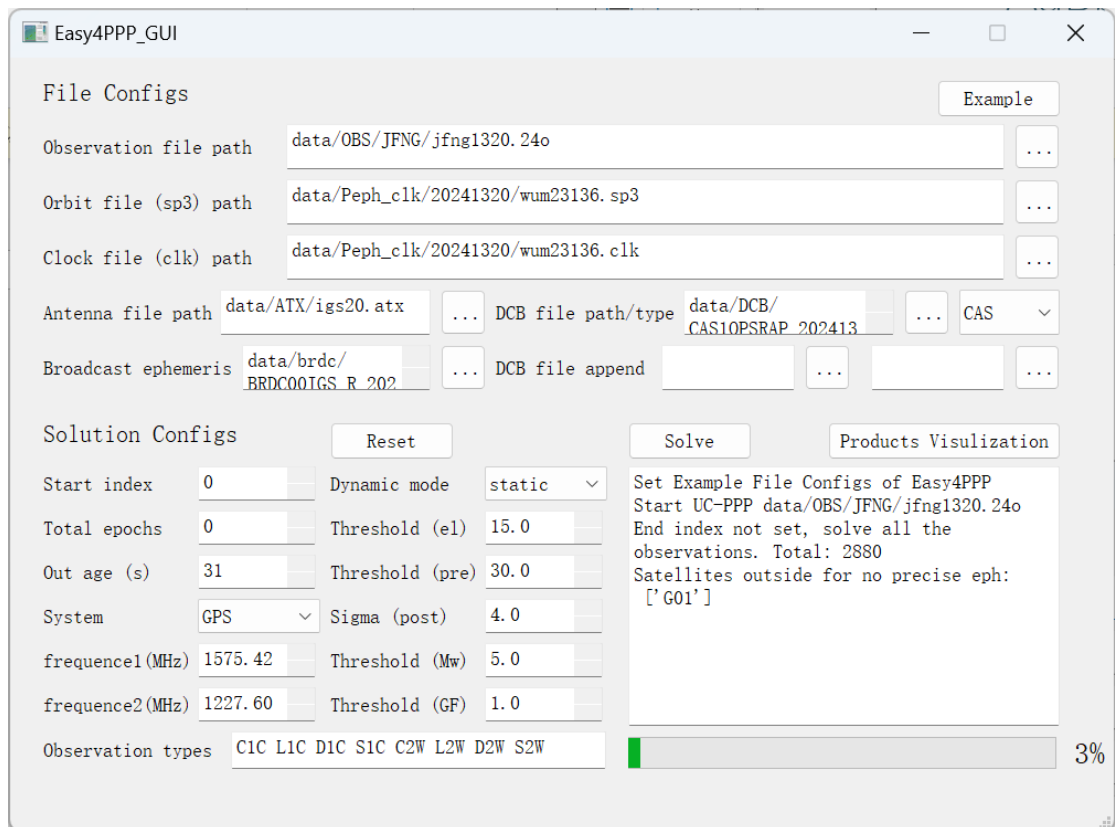 Easy4PPP_GUI
File Configs
Example
Observation file path
data/OBS/JFNG/jfng1320.24o
...
Orbit file (sp3) path
data/Peph_clk/20241320/wum23136.sp3
...
Clock file (clk) path
data/Peph_clk/20241320/wum23136.clk
...
Antenna file path
data/ATX/igs20.atx
...
DCB file path/type
data/DCB/
CAS1OPSRAP_202413
...
CAS
Broadcast ephemeris
data/brdc/
BRDC00IGS_R_202
...
DCB file append
...
...
Solution Configs
Reset
Solve
Products Visulization
Start index
0
Dynamic mode
static
Total epochs
0
Threshold (el)
15.0
Out age (s)
31
Threshold (pre)
30.0
System
GPS
Sigma (post)
4.0
frequence1(MHz)
1575.42
Threshold (Mw)
5.0
frequence2(MHz)
1227.60
Threshold (GF)
1.0
Observation types
C1C L1C D1C S1C C2W L2W D2W S2W
Set Example File Configs of Easy4PPP
Start UC-PPP data/OBS/JFNG/jfng1320.24o
End index not set, solve all the
observations. Total: 2880
Satellites outside for no precise eph:
['G01']
3%